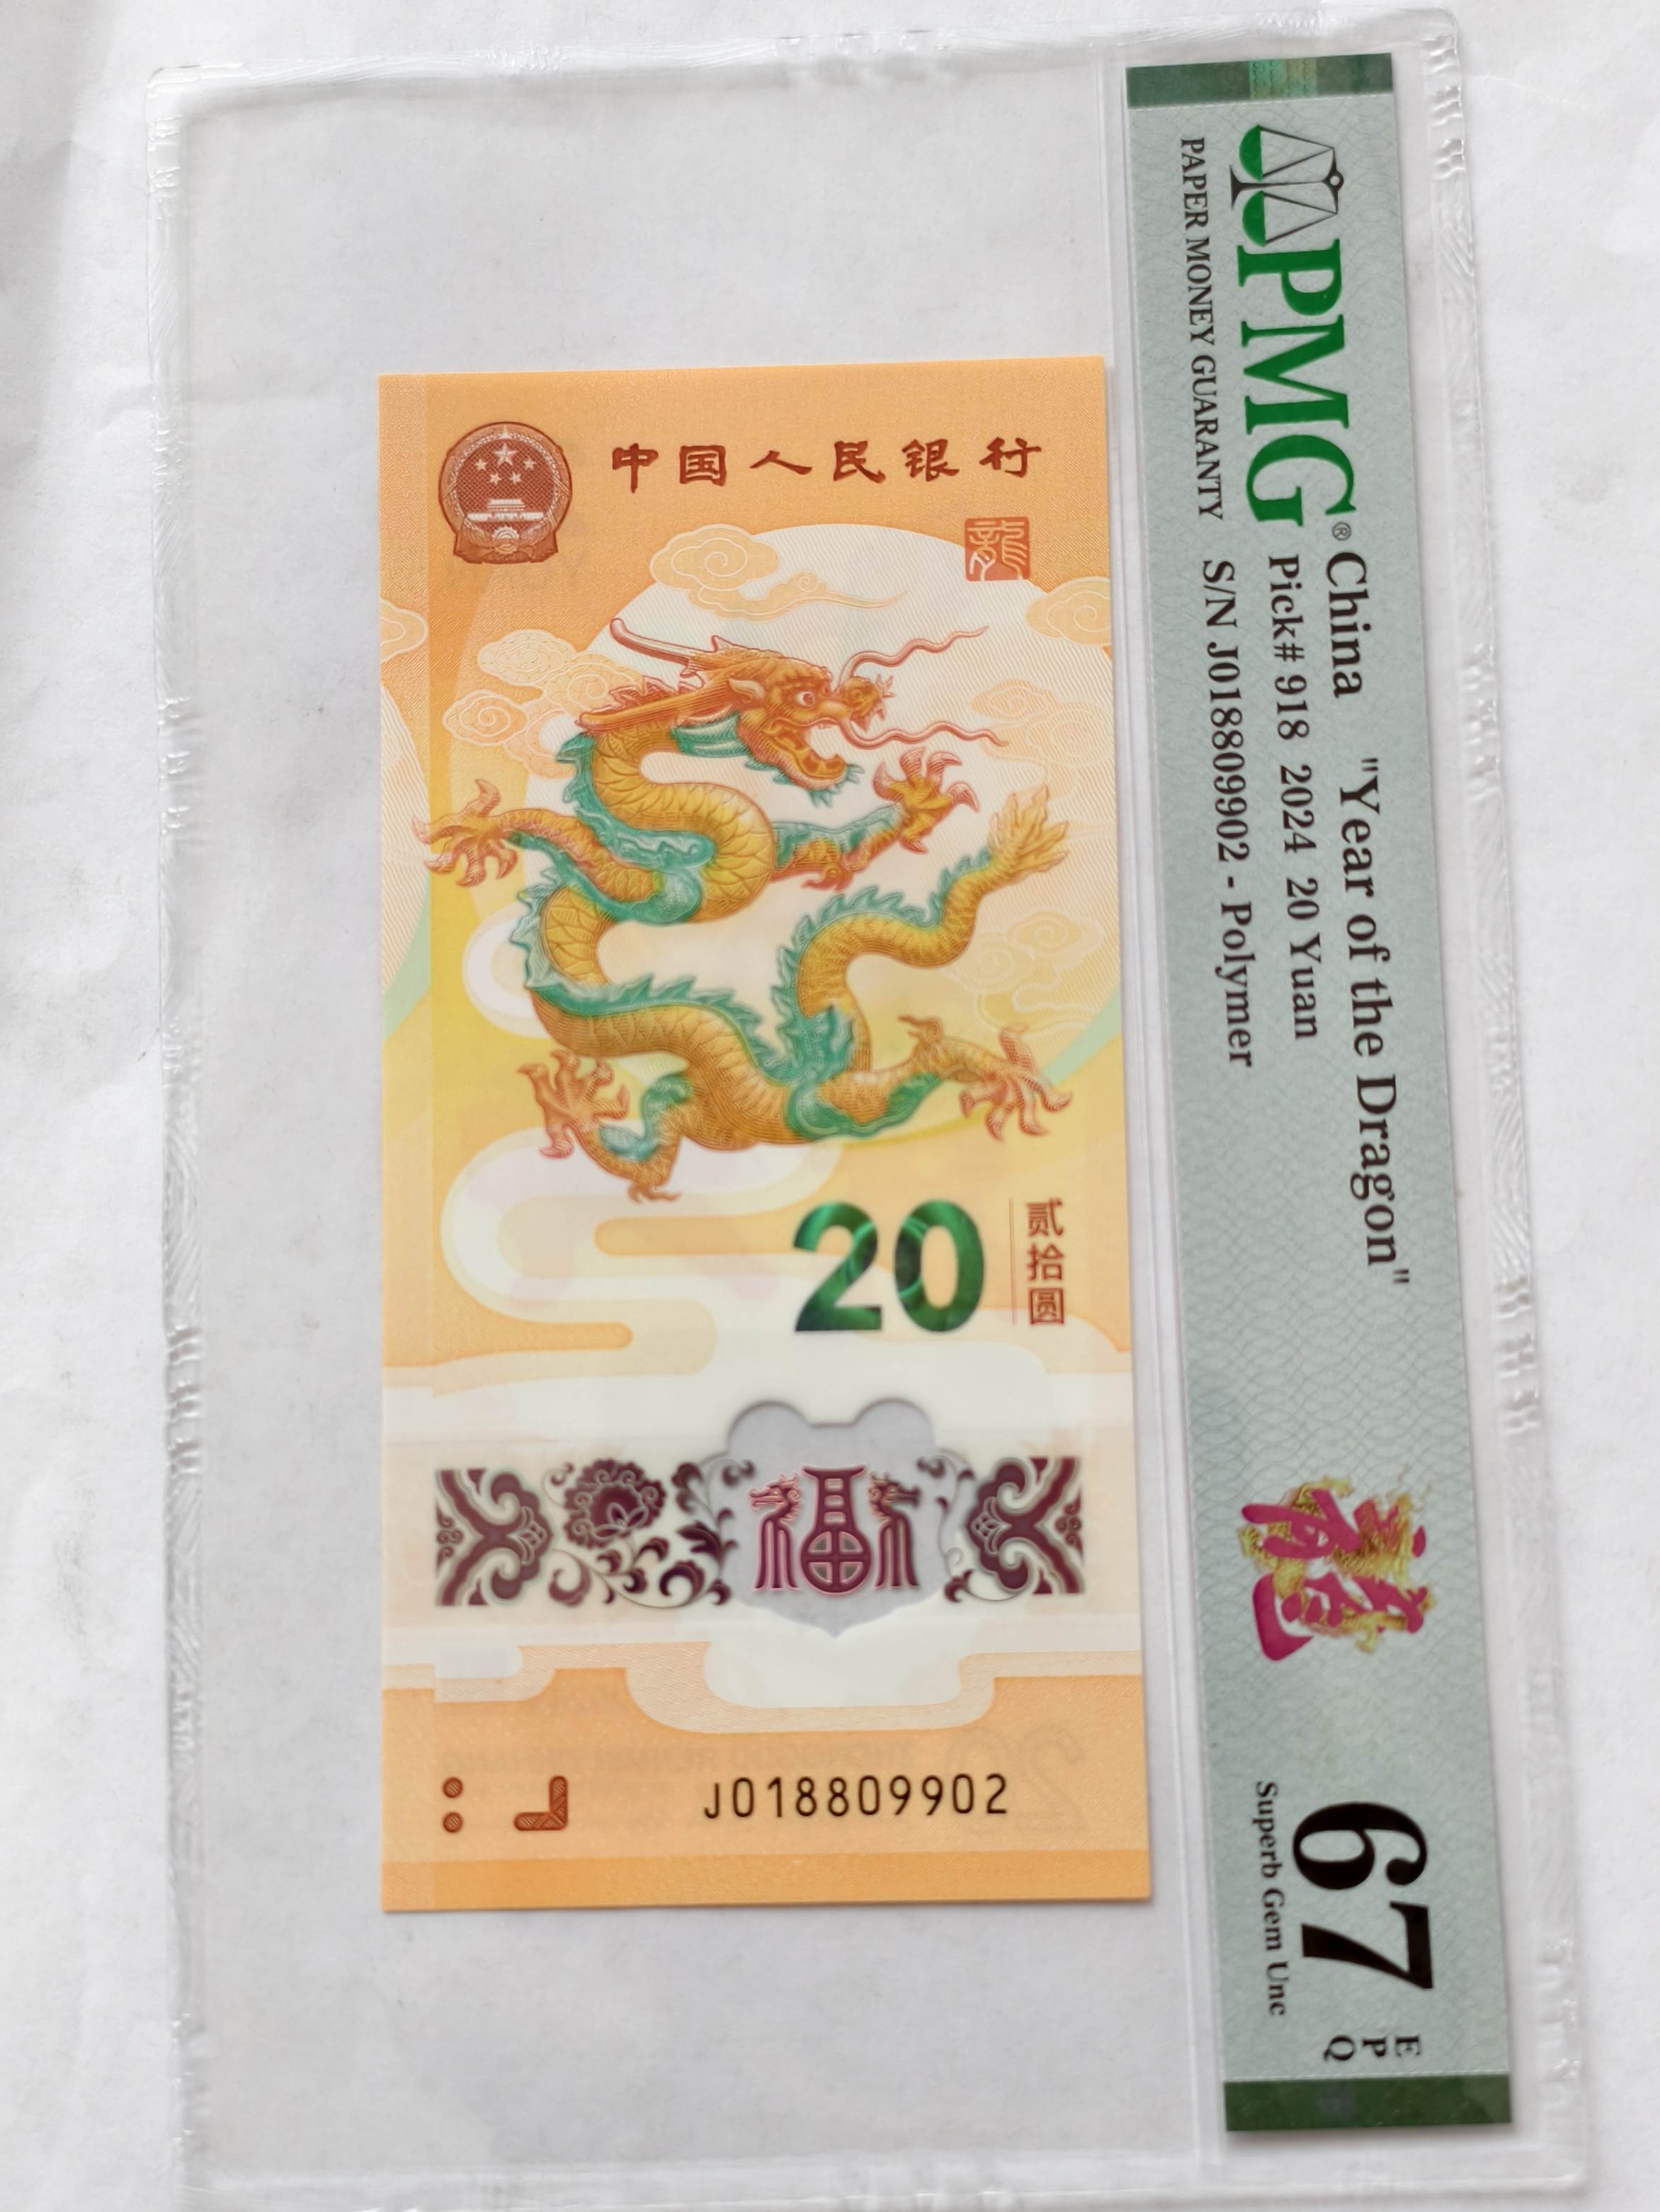 中国人民银行
龍
20
贰拾圆
福
J018809902
PMG®
PAPER MONEY GUARANTY
China "Year of the Dragon"
Pick# 918 2024 20 Yuan
S/N J018809902 - Polymer
67
EPQ
Superb Gem Unc